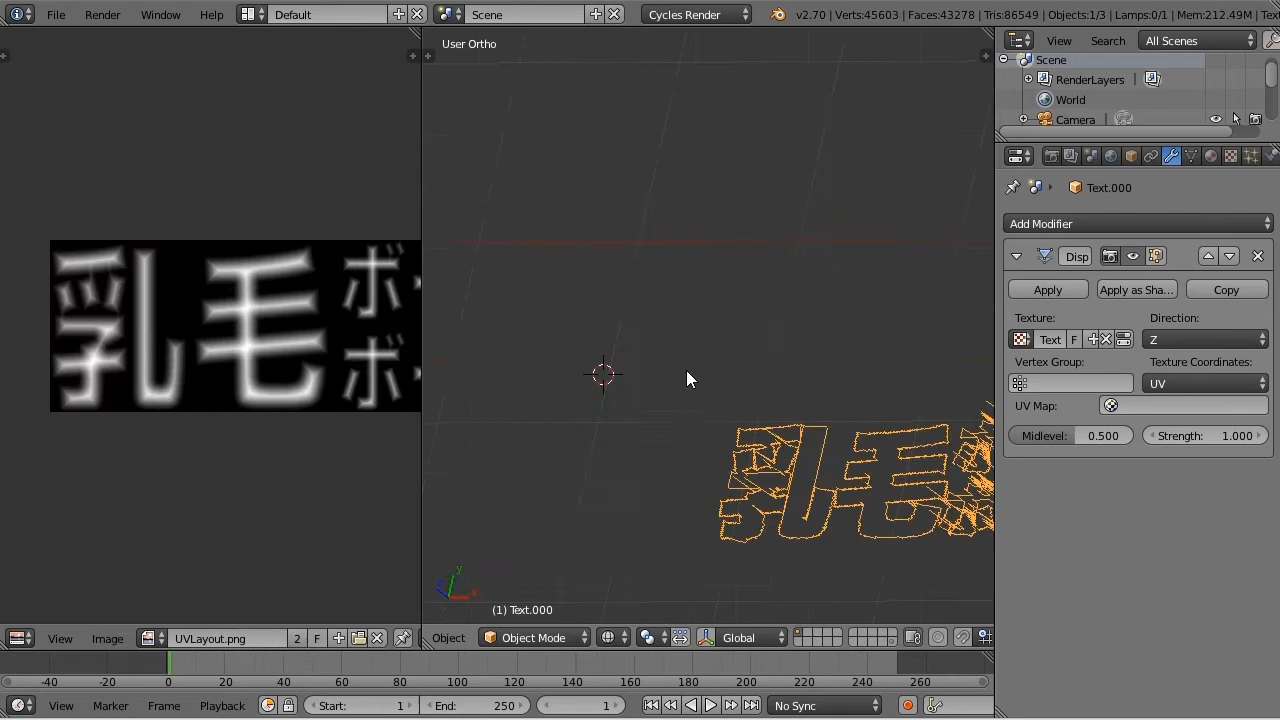 File Render Window Help Default Scene Cycles Render v2.70 | Verts:45603 | Faces:43278 | Tris:86549 | Objects:1/3 | Lamps:0/1 | Mem:212.49M | Tex
User Ortho
View Search All Scenes
Scene
RenderLayers
World
Camera
Text.000
Add Modifier
Disp
Apply Apply as Sha... Copy
Texture: Direction:
Text F Z
Vertex Group: Texture Coordinates:
UV
UV Map:
Midlevel: 0.500 Strength: 1.000
乳毛ボ
ボ
乳毛
(1) Text.000
View Image UVLayout.png 2 F Object Object Mode Global
-40 -20 0 20 40 60 80 100 120 140 160 180 200 220 240 260
View Marker Frame Playback Start: 1 End: 250 1 No Sync